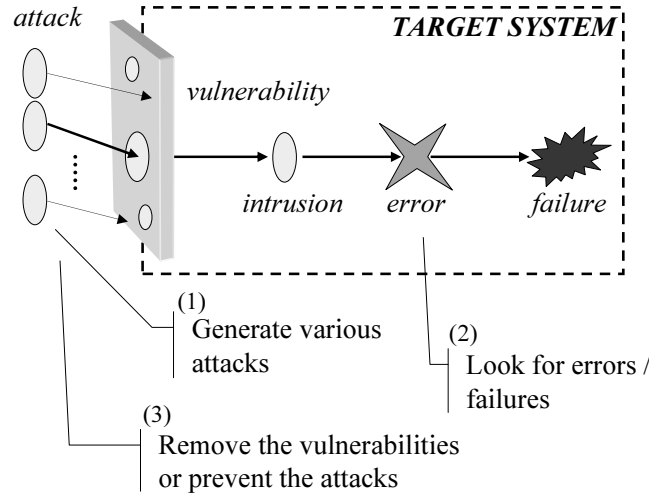 attack
TARGET SYSTEM
vulnerability
intrusion
error
failure
(1)
Generate various
attacks
(2)
Look for errors /
failures
(3)
Remove the vulnerabilities
or prevent the attacks